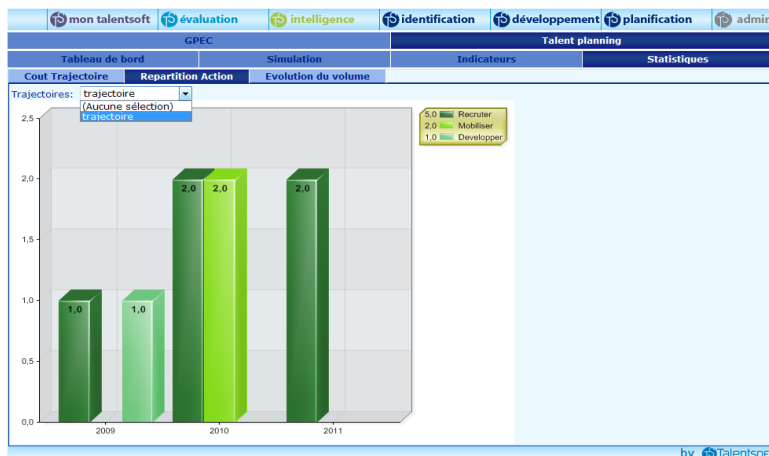 mon talentsoft évaluation intelligence identification développement planification admin
GPEC Talent planning
Tableau de bord Simulation Indicateurs Statistiques
Cout Trajectoire Repartition Action Evolution du volume
Trajectoires: trajectoire
(Aucune sélection)
trajectoire
5,0 Recruter
2,0 Mobiliser
1,0 Developper
2,5
2,0
1,5
1,0
0,5
0,0
2,0 2,0 2,0
1,0 1,0
2009 2010 2011
by Talentsof